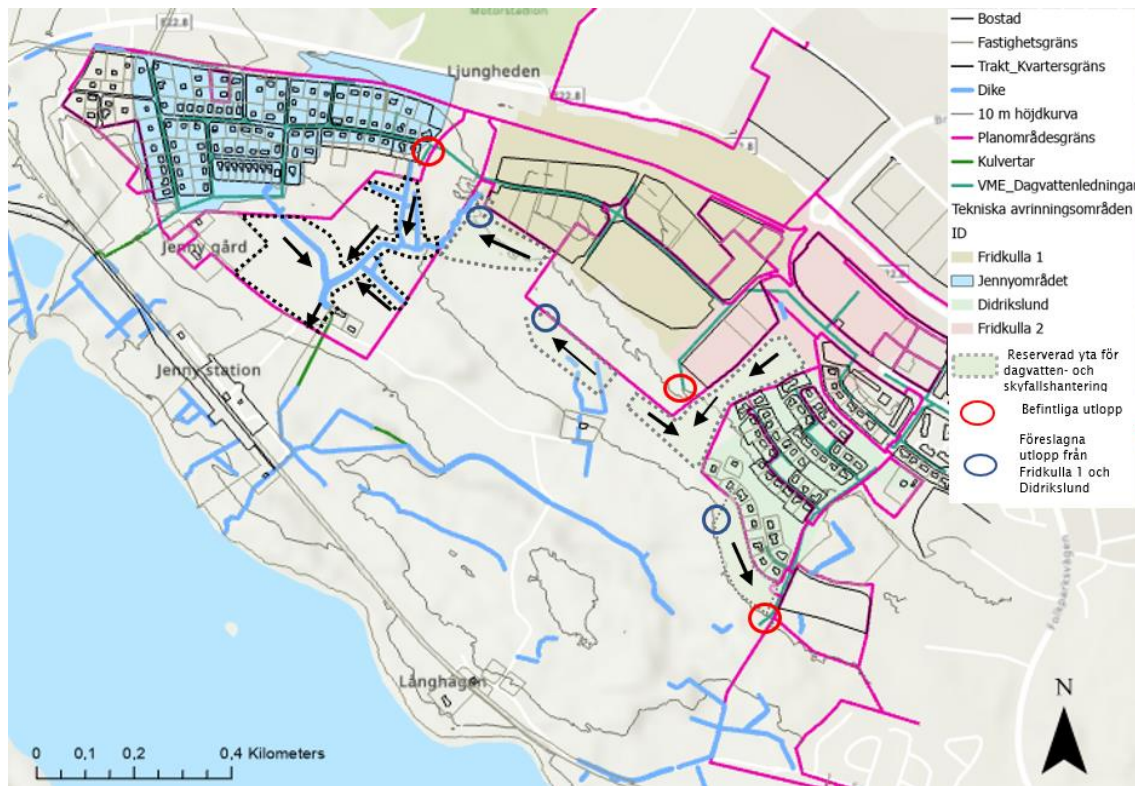 Motorstadion
E22.8
Ljungheden
E22.8
Jenny gård
Jenny station
Långhagen
Folkparksvägen
N
0 0,1 0,2 0,4 Kilometers
Bostad
Fastighetsgräns
Trakt_Kvartersgräns
Dike
10 m höjdkurva
Planområdesgräns
Kulvertar
VME_Dagvattenledningar
Tekniska avrinningsområden
ID
Fridkulla 1
Jennyområdet
Didrikslund
Fridkulla 2
Reserverad yta för
dagvatten- och
skyfallshantering
Befintliga utlopp
Föreslagna
utlopp från
Fridkulla 1 och
Didrikslund